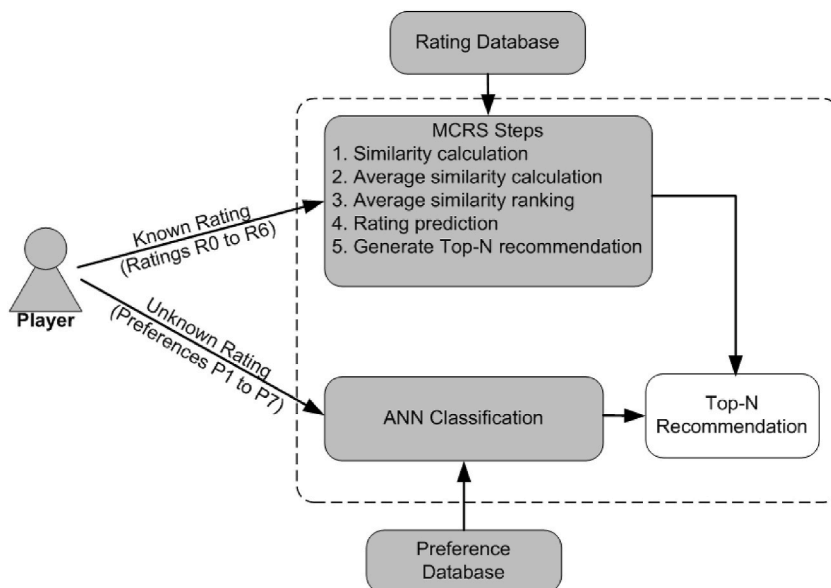 Rating Database
MCRS Steps
1. Similarity calculation
2. Average similarity calculation
3. Average similarity ranking
4. Rating prediction
5. Generate Top-N recommendation
Known Rating
(Ratings R0 to R6)
Player
Unknown Rating
(Preferences P1 to P7)
ANN Classification
Top-N
Recommendation
Preference
Database